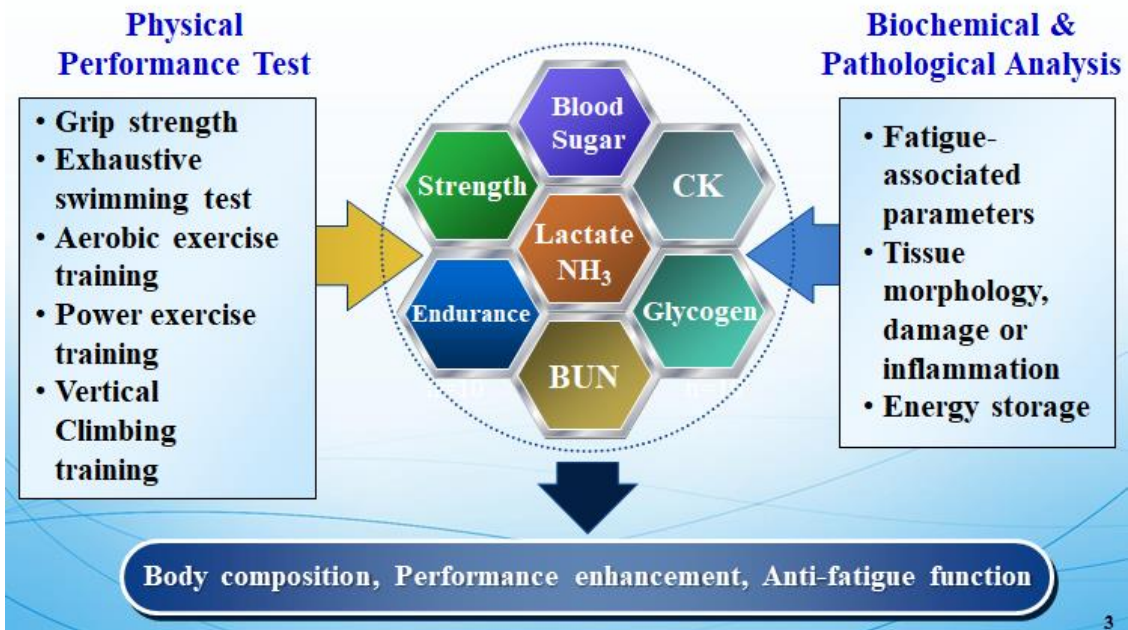 Physical
Performance Test
• Grip strength
• Exhaustive
swimming test
• Aerobic exercise
training
• Power exercise
training
• Vertical
Climbing
training
Blood
Sugar
Strength
CK
Lactate
NH₃
Endurance
Glycogen
BUN
n=10
Biochemical &
Pathological Analysis
• Fatigue-
associated
parameters
• Tissue
morphology,
damage or
inflammation
• Energy storage
Body composition, Performance enhancement, Anti-fatigue function
3